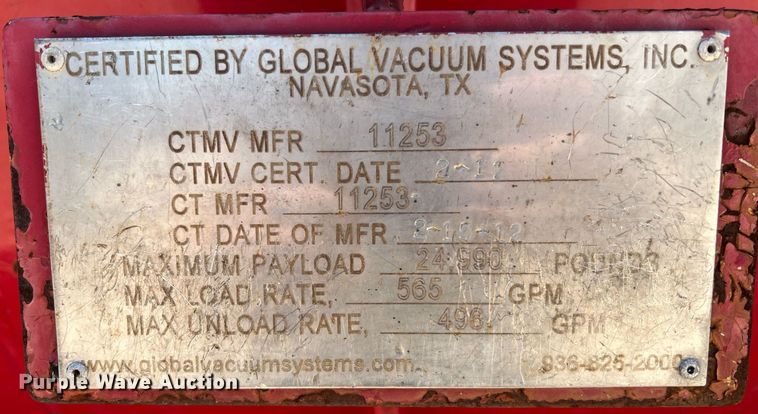 CERTIFIED BY GLOBAL VACUUM SYSTEMS, INC.
NAVASOTA, TX
CTMV MFR 11253
CTMV CERT. DATE
CT MFR 11253
CT DATE OF MFR
MAXIMUM PAYLOAD 24,990 POUNDS
MAX LOAD RATE, 565 GPM
MAX UNLOAD RATE, 496 GPM
www.globalvacuumsystems.com 936-825-2000
Purple Wave Auction